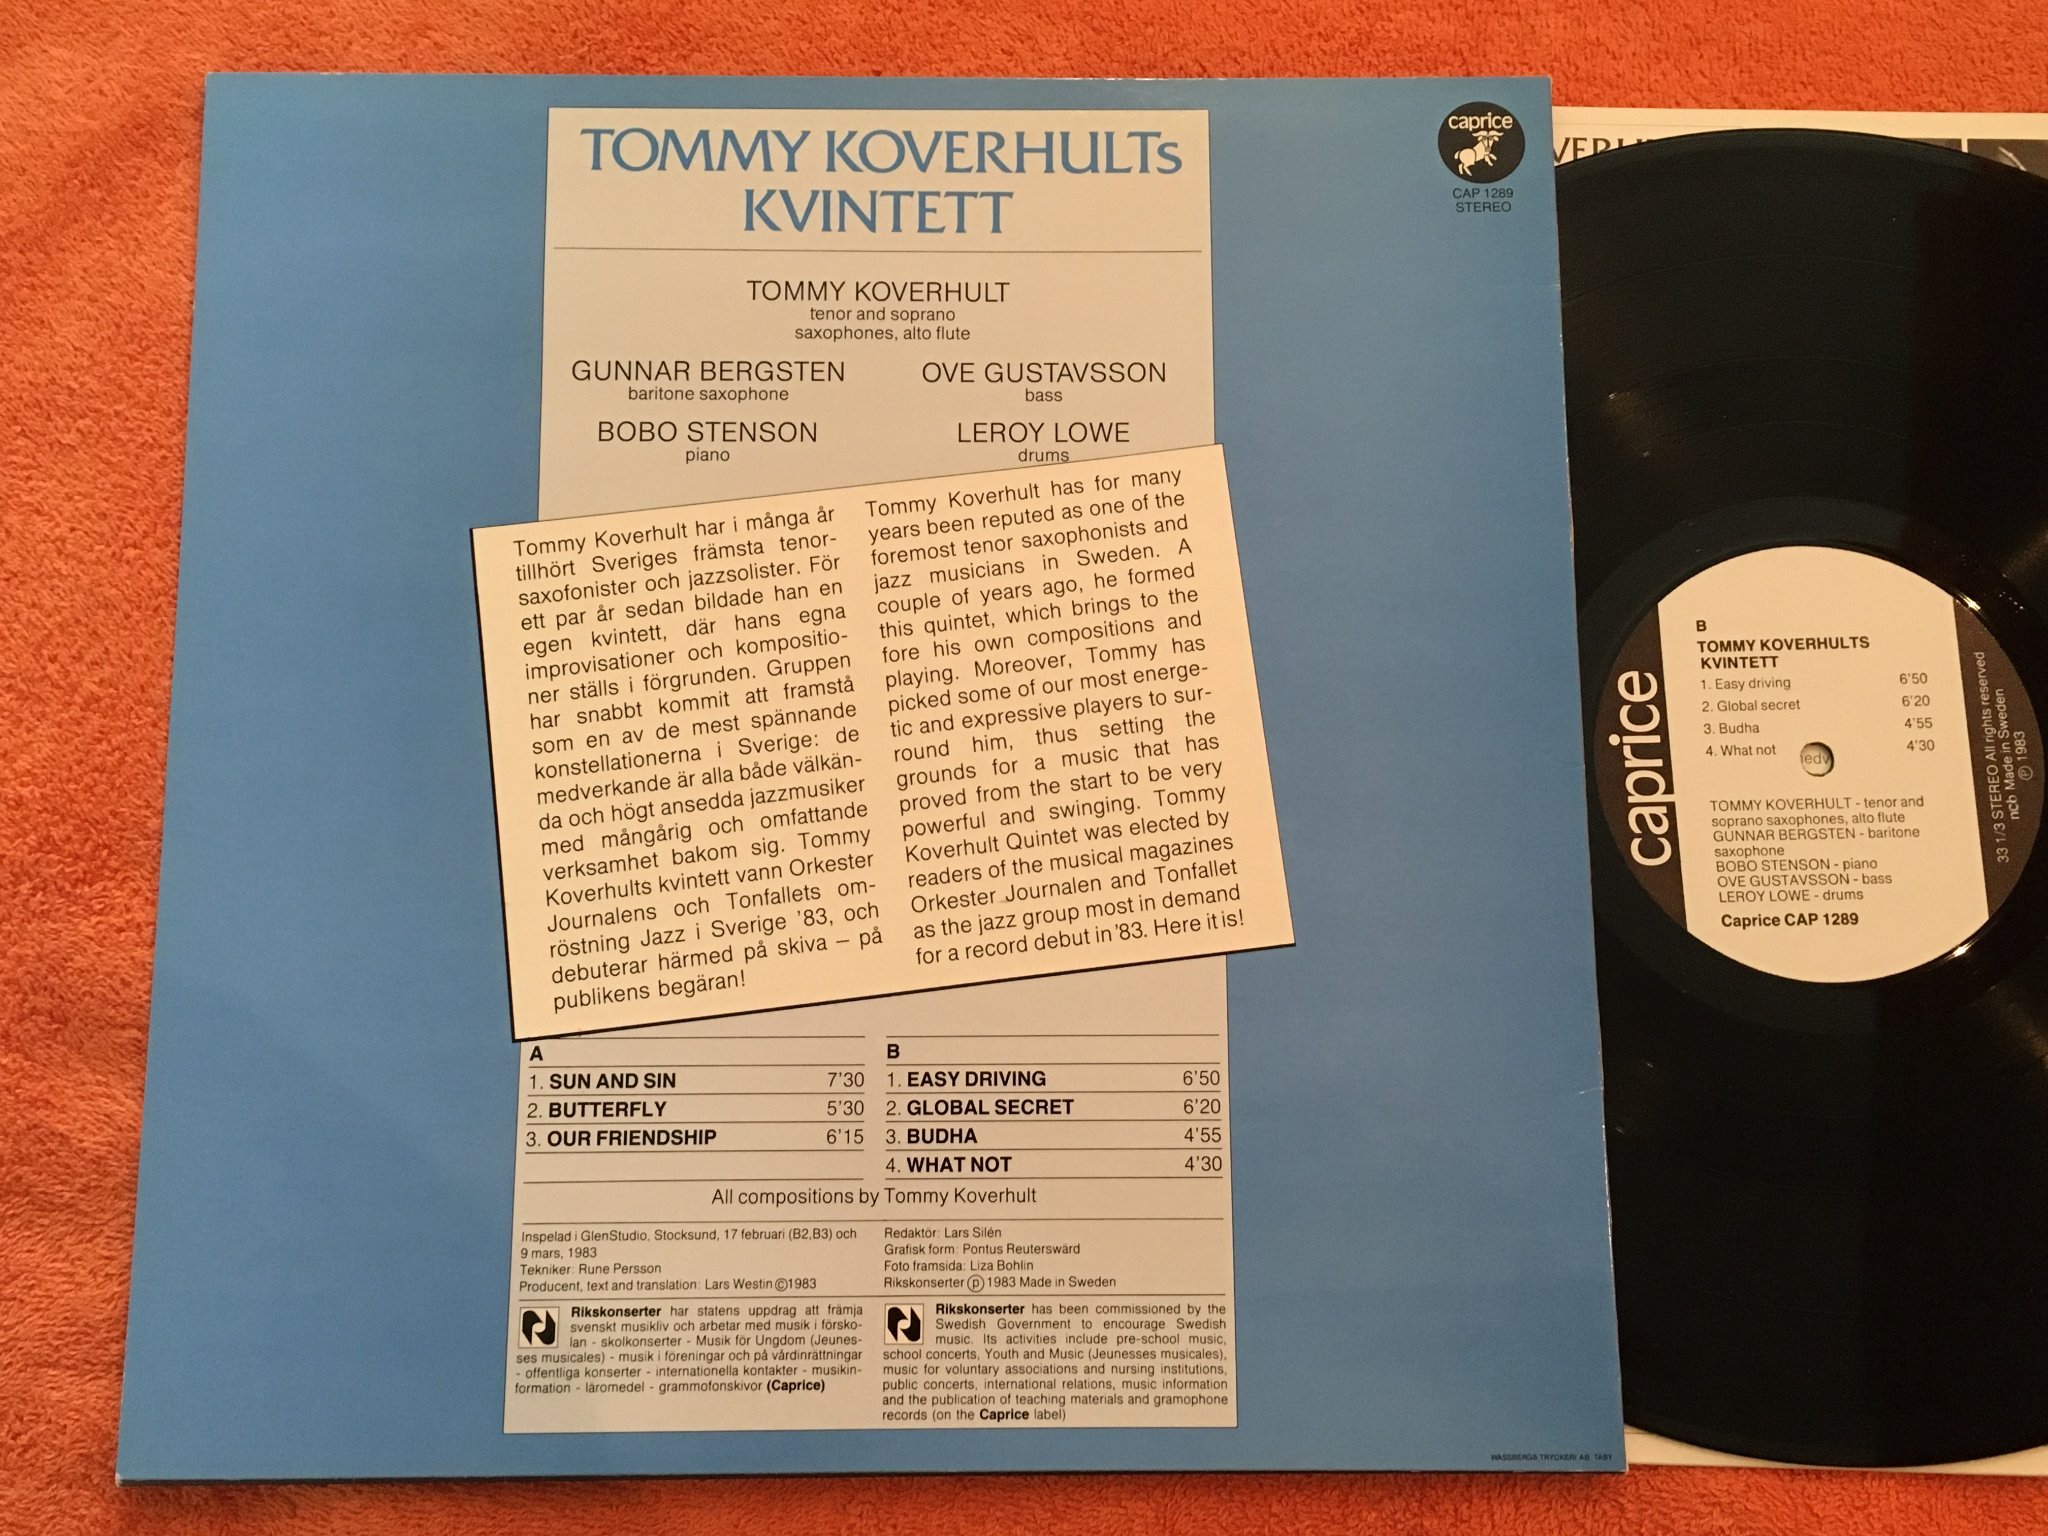 TOMMY KOVERHULTs
KVINTETT
caprice
CAP 1289
STEREO
TOMMY KOVERHULT
tenor and soprano
saxophones, alto flute
GUNNAR BERGSTEN
baritone saxophone
OVE GUSTAVSSON
bass
BOBO STENSON
piano
LEROY LOWE
drums
Tommy Koverhult har i många år
tillhört Sveriges främsta tenor-
saxofonister och jazzsolister. För
ett par år sedan bildade han en
egen kvintett, där hans egna
improvisationer och kompositio-
ner ställs i förgrunden. Gruppen
har snabbt kommit att framstå
som en av de mest spännande
konstellationerna i Sverige: de
medverkande är alla både välkän-
da och högt ansedda jazzmusiker
med mångårig och omfattande
verksamhet bakom sig. Tommy
Koverhults kvintett vann Orkester
Journalens och Tonfallets om-
röstning Jazz i Sverige '83, och
debuterar härmed på skiva – på
publikens begäran!
Tommy Koverhult has for many
years been reputed as one of the
foremost tenor saxophonists and
jazz musicians in Sweden. A
couple of years ago, he formed
this quintet, which brings to the
fore his own compositions and
playing. Moreover, Tommy has
picked some of our most energe-
tic and expressive players to sur-
round him, thus setting the
grounds for a music that has
proved from the start to be very
powerful and swinging. Tommy
Koverhult Quintet was elected by
readers of the musical magazines
Orkester Journalen and Tonfallet
as the jazz group most in demand
for a record debut in '83. Here it is!
A
1. SUN AND SIN 7'30
2. BUTTERFLY 5'30
3. OUR FRIENDSHIP 6'15
B
1. EASY DRIVING 6'50
2. GLOBAL SECRET 6'20
3. BUDHA 4'55
4. WHAT NOT 4'30
All compositions by Tommy Koverhult
Inspelad i GlenStudio, Stocksund, 17 februari (B2,B3) och
9 mars, 1983
Tekniker: Rune Persson
Producent, text and translation: Lars Westin ©1983
Redaktör: Lars Silén
Grafisk form: Pontus Reuterswärd
Foto framsida: Liza Bohlin
Rikskonserter ℗ 1983 Made in Sweden
Rikskonserter har statens uppdrag att främja
svenskt musikliv och arbetar med musik i försko-
lan - skolkonserter - Musik för Ungdom (Jeunes-
ses musicales) - musik i föreningar och på vårdinrättningar
- offentliga konserter - internationella kontakter - musikin-
formation - läromedel - grammofonskivor (Caprice)
Rikskonserter has been commissioned by the
Swedish Government to encourage Swedish
music. Its activities include pre-school music,
school concerts, Youth and Music (Jeunesses musicales),
music for voluntary associations and nursing institutions,
public concerts, international relations, music information
and the publication of teaching materials and gramophone
records (on the Caprice label)
WASSBERGS TRYCKERI AB, TÄBY
caprice
B
TOMMY KOVERHULTS
KVINTETT
1. Easy driving 6'50
2. Global secret 6'20
3. Budha 4'55
4. What not 4'30
TOMMY KOVERHULT - tenor and
soprano saxophones, alto flute
GUNNAR BERGSTEN - baritone
saxophone
BOBO STENSON - piano
OVE GUSTAVSSON - bass
LEROY LOWE - drums
Caprice CAP 1289
33 1/3 STEREO All rights reserved
ncb Made in Sweden
℗ 1983